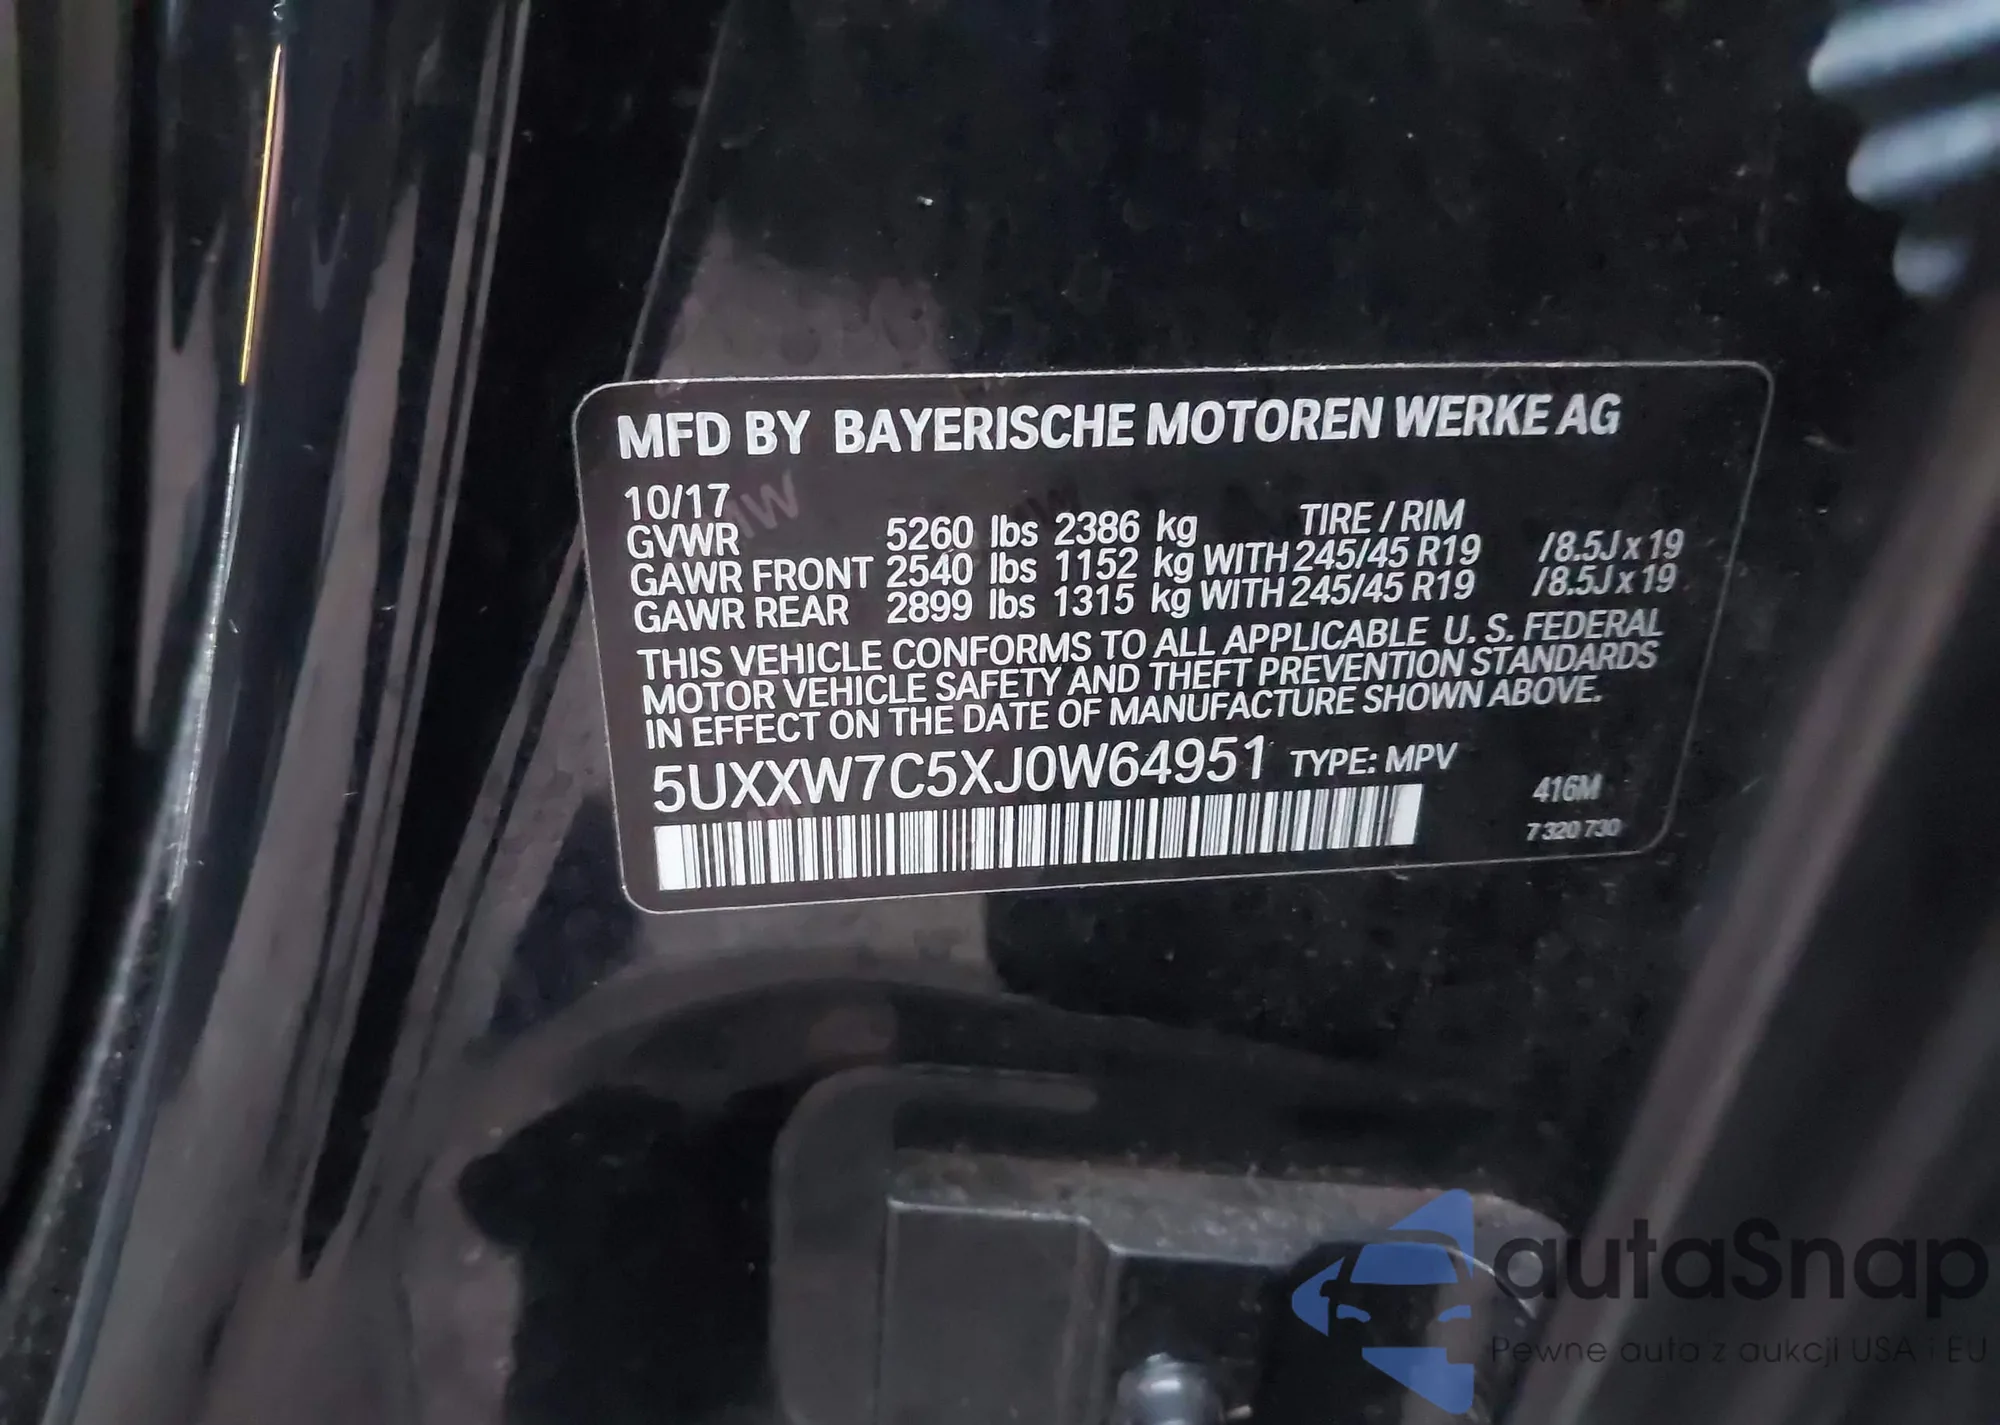 MFD BY BAYERISCHE MOTOREN WERKE AG
10/17
TIRE / RIM
GVWR 5260 lbs 2386 kg
GAWR FRONT 2540 lbs 1152 kg WITH 245/45 R19 /8.5J x 19
GAWR REAR 2899 lbs 1315 kg WITH 245/45 R19 /8.5J x 19
THIS VEHICLE CONFORMS TO ALL APPLICABLE U. S. FEDERAL
MOTOR VEHICLE SAFETY AND THEFT PREVENTION STANDARDS
IN EFFECT ON THE DATE OF MANUFACTURE SHOWN ABOVE.
5UXXW7C5XJ0W64951 TYPE: MPV
416M
7 320 730
autaSnap
Pewne auta z aukcji USA i EU